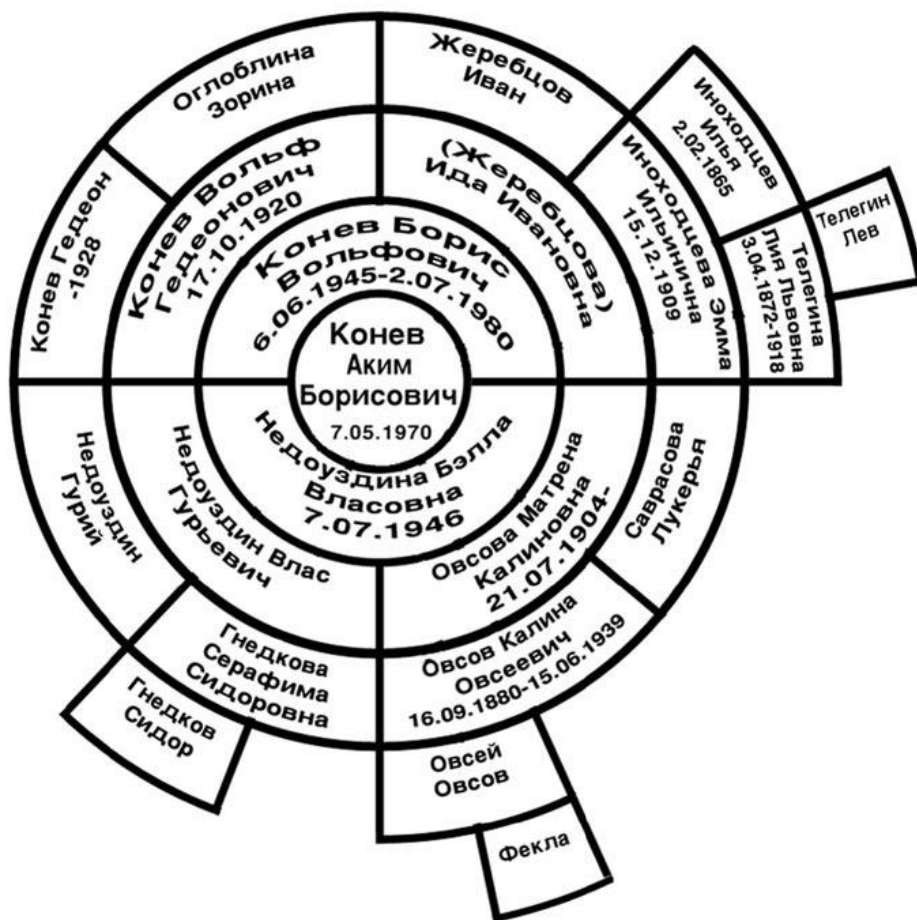 Оглоблина
Зорина
Жеребцов
Иван
Иноходцев
Илья
2.02.1865
Телегин
Лев
Телегина
Лия Львовна
3.04.1872-1918
Иноходцева Эмма
Ильинична
15.12.1909
(Жеребцова)
Ида Ивановна
Конев Вольф
Гедеонович
17.10.1920
Конев Гедеон
-1928
Конев Борис
Вольфович
6.06.1945-2.07.1980
Конев
Аким
Борисович
7.05.1970
Недоуздина Бэлла
Власовна
7.07.1946
Недоуздин Влас
Гурьевич
Недоуздин
Гурий
Овсова Матрена
Калиновна
21.07.1904-
Саврасова
Лукерья
Гнедкова
Серафима
Сидоровна
Овсов Калина
Овсеевич
16.09.1880-15.06.1939
Гнедков
Сидор
Овсей
Овсов
Фекла